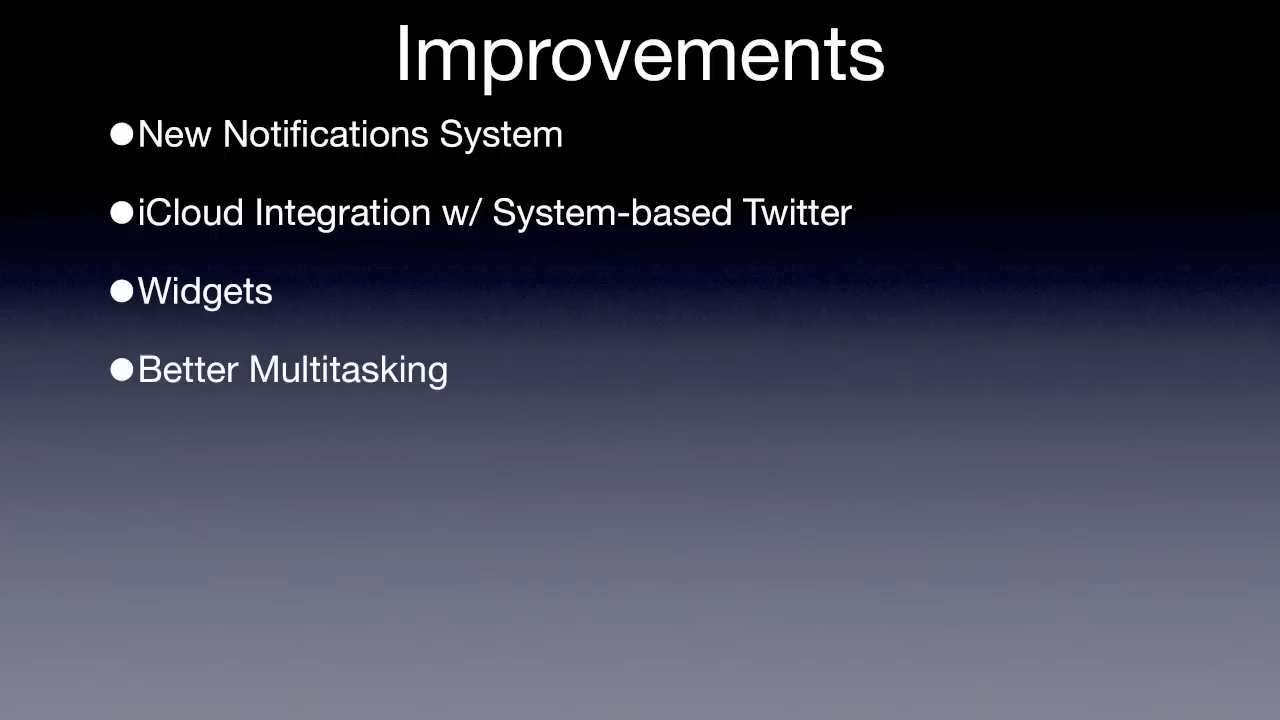 Improvements
●New Notifications System
●iCloud Integration w/ System-based Twitter
●Widgets
●Better Multitasking